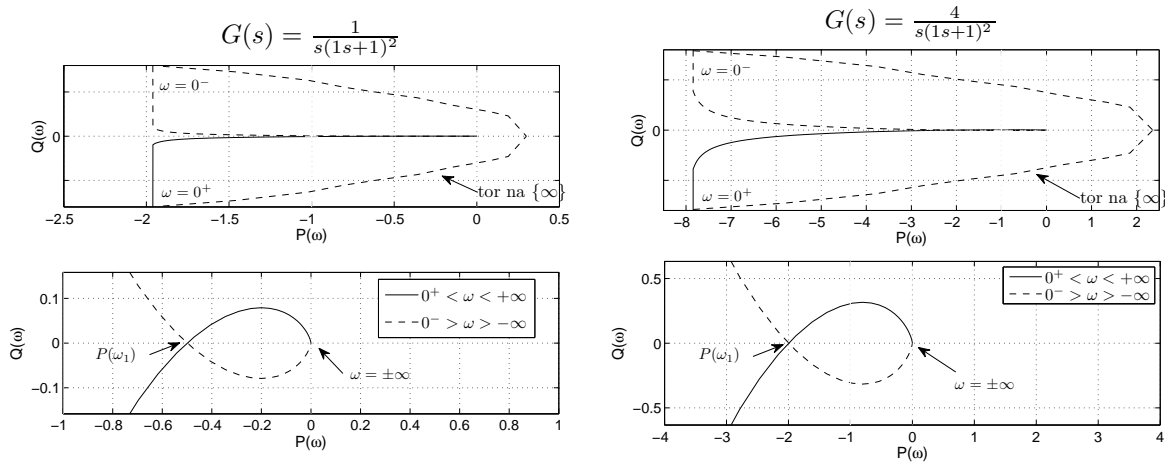 G(s) = \frac{1}{s(1s+1)^2}
Q(ω)
ω = 0⁻
0
ω = 0⁺
tor na {∞}
-2.5 -2 -1.5 -1 -0.5 0 0.5
P(ω)
Q(ω)
0.1
0
-0.1
0⁺ < ω < +∞
0⁻ > ω > −∞
P(ω₁)
ω = ±∞
-1 -0.8 -0.6 -0.4 -0.2 0 0.2 0.4 0.6 0.8 1
P(ω)
G(s) = \frac{4}{s(1s+1)^2}
Q(ω)
ω = 0⁻
0
ω = 0⁺
tor na {∞}
-8 -7 -6 -5 -4 -3 -2 -1 0 1 2
P(ω)
Q(ω)
0.5
0
-0.5
0⁺ < ω < +∞
0⁻ > ω > −∞
P(ω₁)
ω = ±∞
-4 -3 -2 -1 0 1 2 3 4
P(ω)